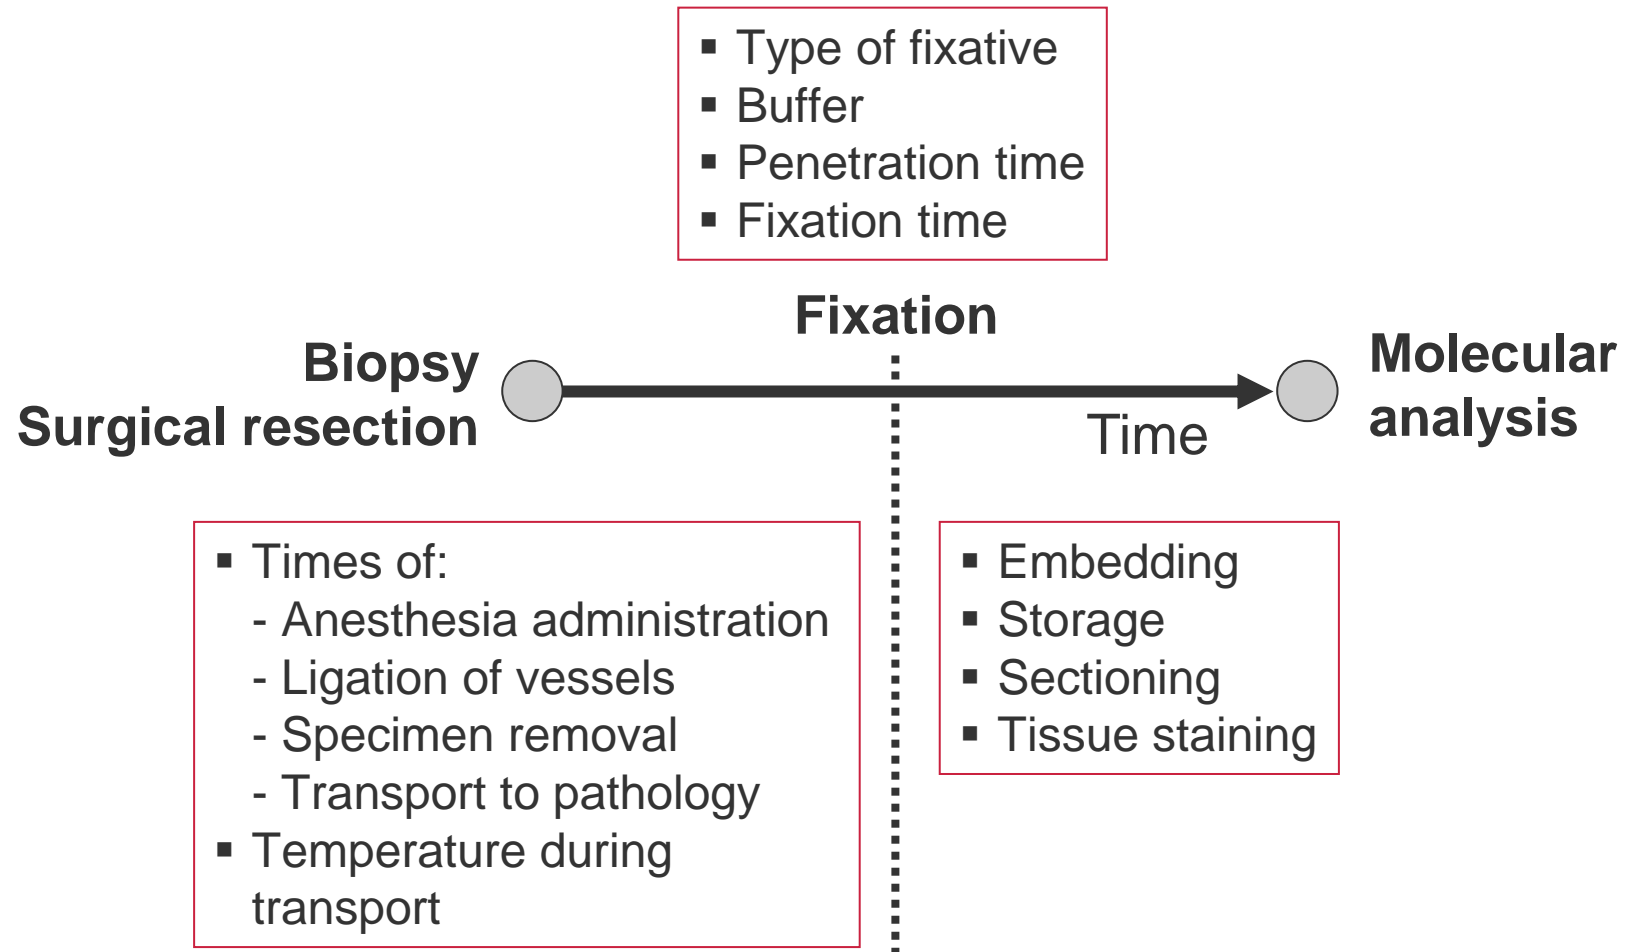 ▪ Type of fixative
▪ Buffer
▪ Penetration time
▪ Fixation time
Fixation
Biopsy
Surgical resection
Time
Molecular
analysis
▪ Times of:
- Anesthesia administration
- Ligation of vessels
- Specimen removal
- Transport to pathology
▪ Temperature during
transport
▪ Embedding
▪ Storage
▪ Sectioning
▪ Tissue staining